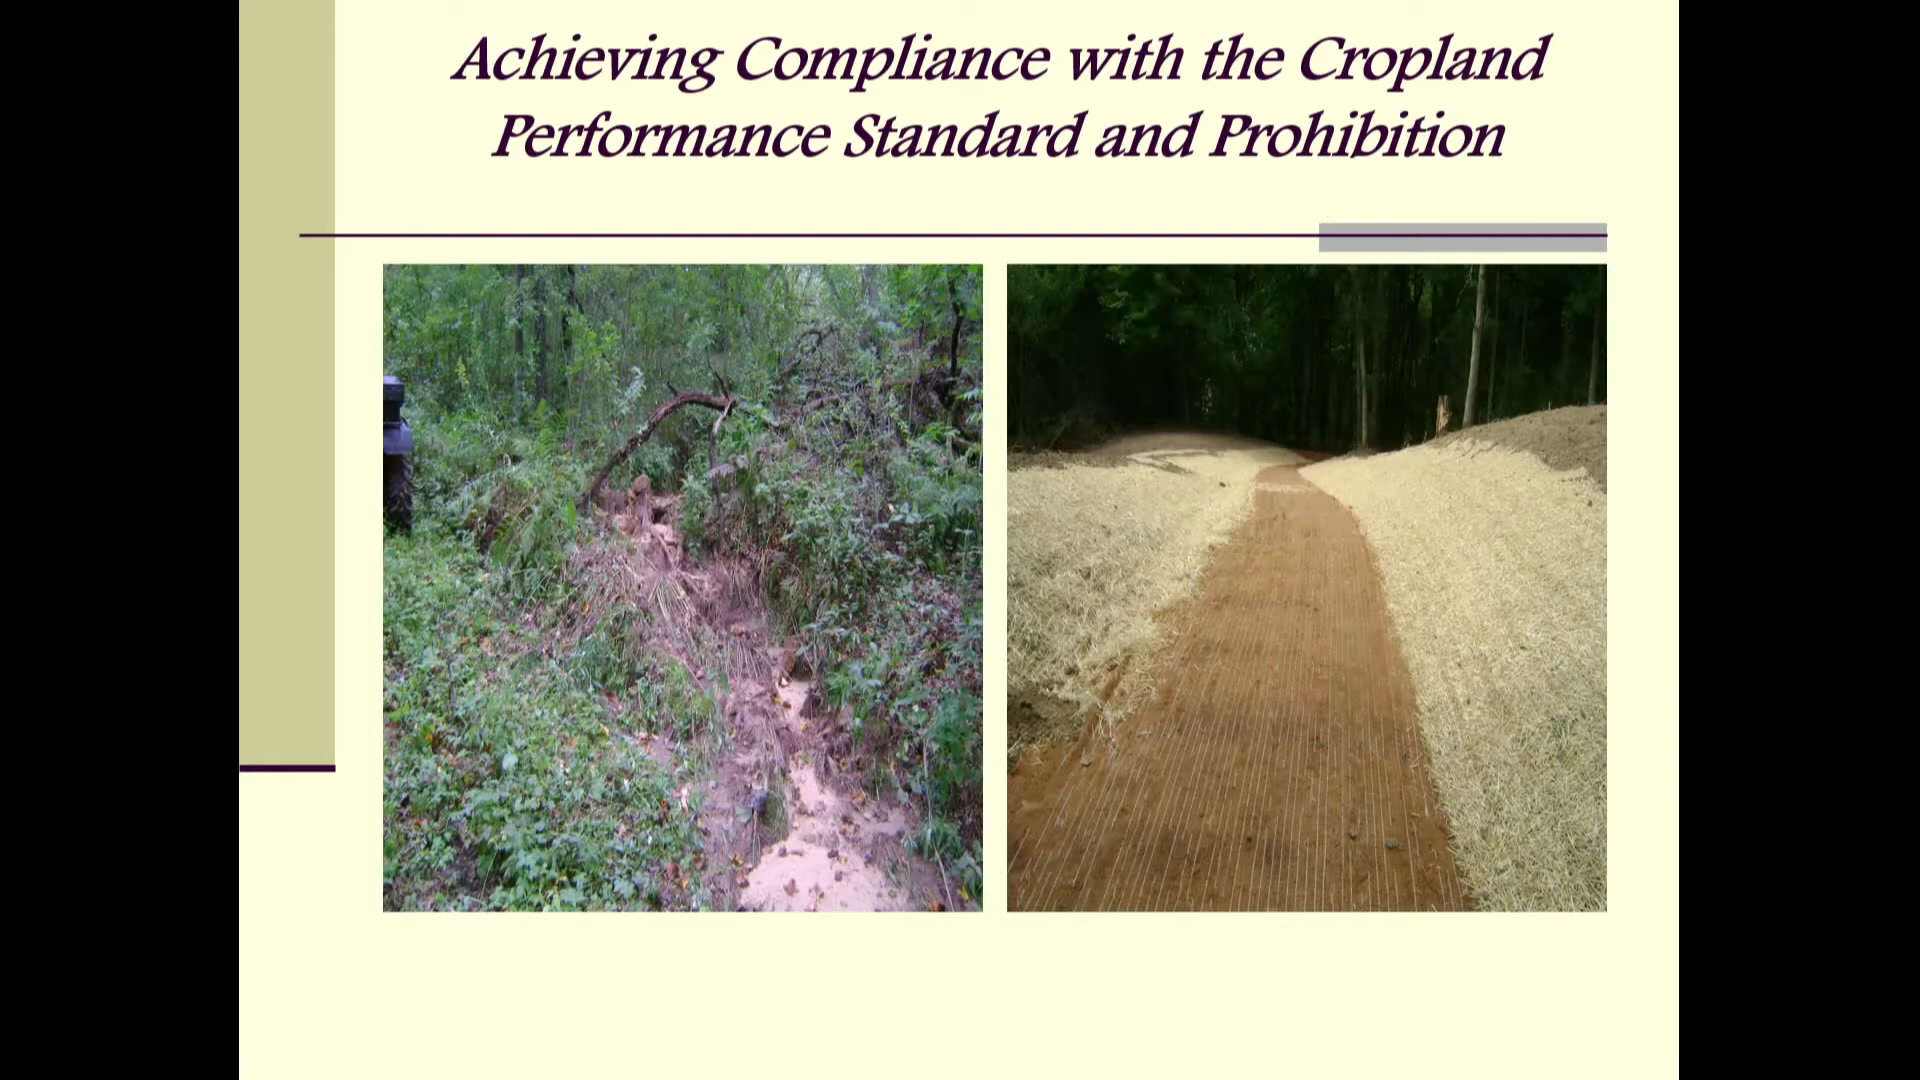 Achieving Compliance with the Cropland
Performance Standard and Prohibition